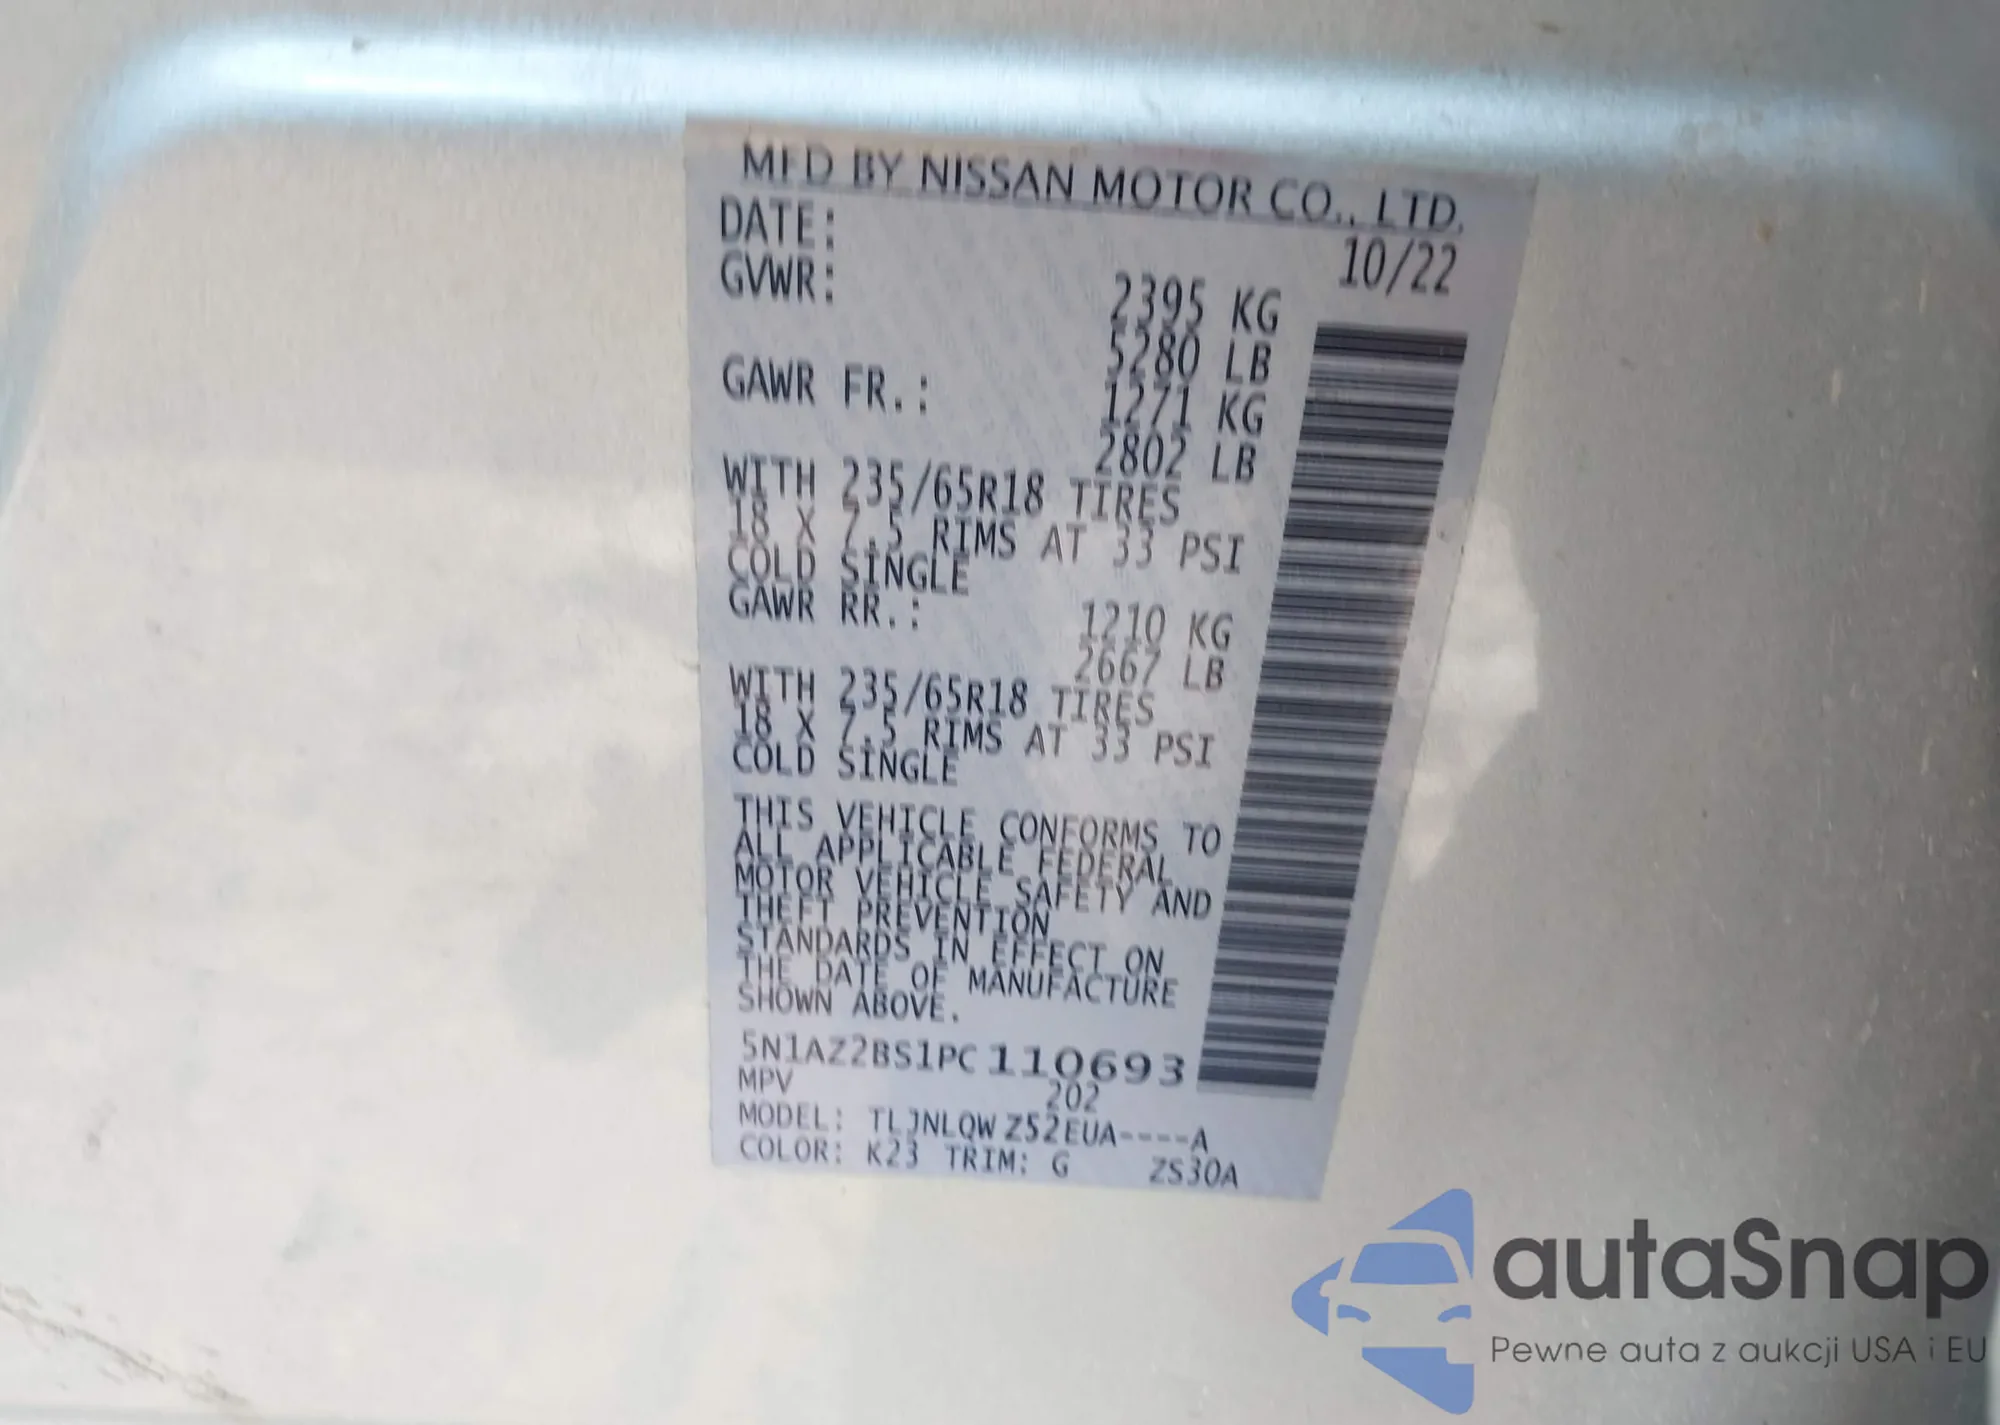 MFD BY NISSAN MOTOR CO., LTD.
DATE: 10/22
GVWR: 2395 KG
5280 LB
GAWR FR.: 1271 KG
2802 LB
WITH 235/65R18 TIRES
18 X 7.5 RIMS AT 33 PSI
COLD SINGLE
GAWR RR.: 1210 KG
2667 LB
WITH 235/65R18 TIRES
18 X 7.5 RIMS AT 33 PSI
COLD SINGLE
THIS VEHICLE CONFORMS TO
ALL APPLICABLE FEDERAL
MOTOR VEHICLE SAFETY AND
THEFT PREVENTION
STANDARDS IN EFFECT ON
THE DATE OF MANUFACTURE
SHOWN ABOVE.
5N1AZ2BS1PC110693
MPV 202
MODEL: TLJNLQWZ52EUA----A
COLOR: K23 TRIM: G ZS30A
autaSnap
Pewne auta z aukcji USA i EU